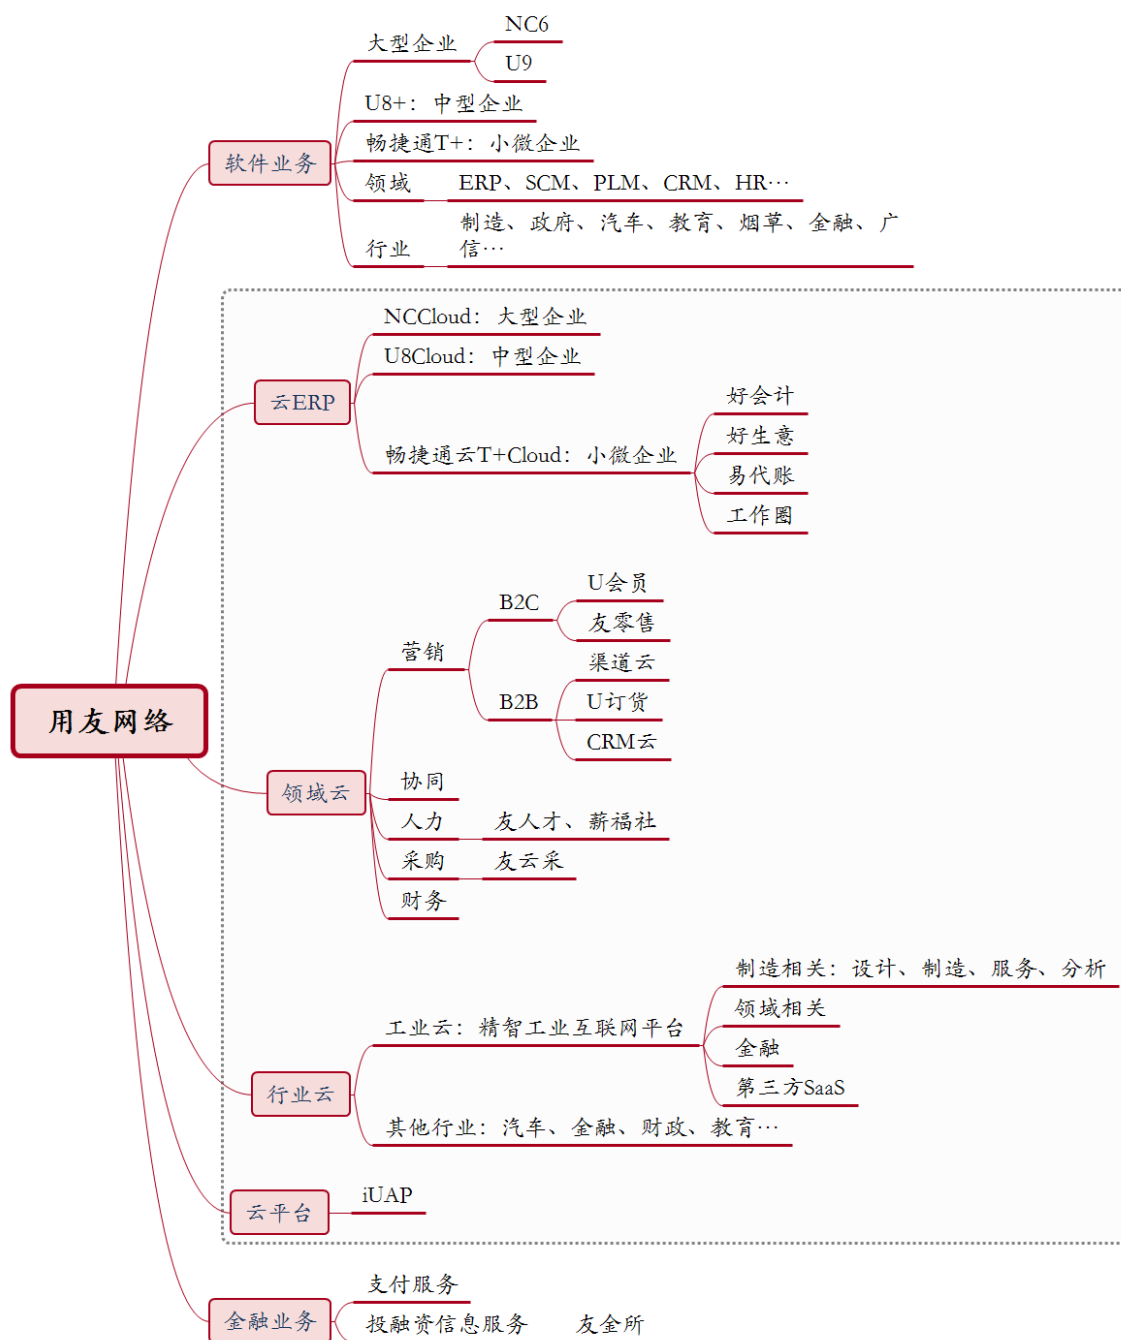 用友网络
软件业务
大型企业
NC6
U9
U8+：中型企业
畅捷通T+：小微企业
领域
ERP、SCM、PLM、CRM、HR…
行业
制造、政府、汽车、教育、烟草、金融、广
信…
云ERP
NCCloud：大型企业
U8Cloud：中型企业
畅捷通云T+Cloud：小微企业
好会计
好生意
易代账
工作圈
领域云
营销
B2C
U会员
友零售
B2B
渠道云
U订货
CRM云
协同
人力
友人才、薪福社
采购
友云采
财务
行业云
工业云：精智工业互联网平台
制造相关：设计、制造、服务、分析
领域相关
金融
第三方SaaS
其他行业：汽车、金融、财政、教育…
云平台
iUAP
金融业务
支付服务
投融资信息服务
友金所